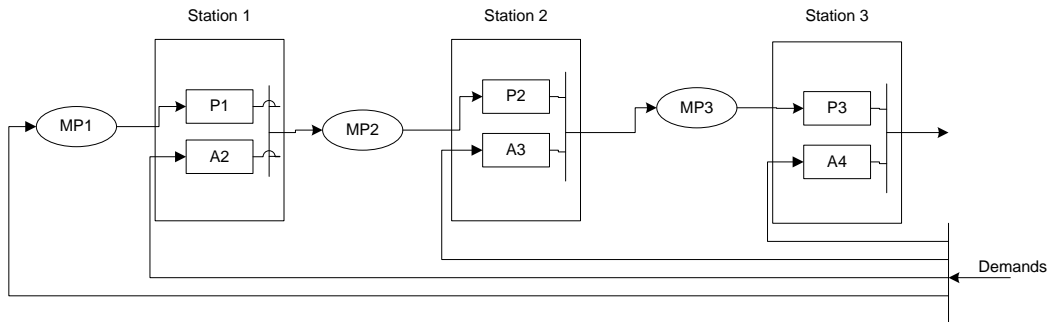 Station 1
Station 2
Station 3
MP1
P1
A2
MP2
P2
A3
MP3
P3
A4
Demands